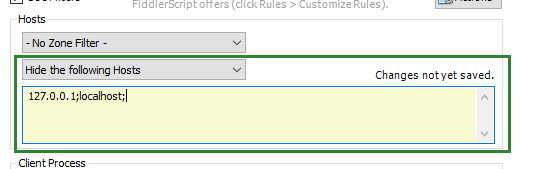 FiddlerScript offers (click Rules > Customize Rules).
Hosts
- No Zone Filter -
Hide the following Hosts
Changes not yet saved.
127.0.0.1;localhost;
Client Process